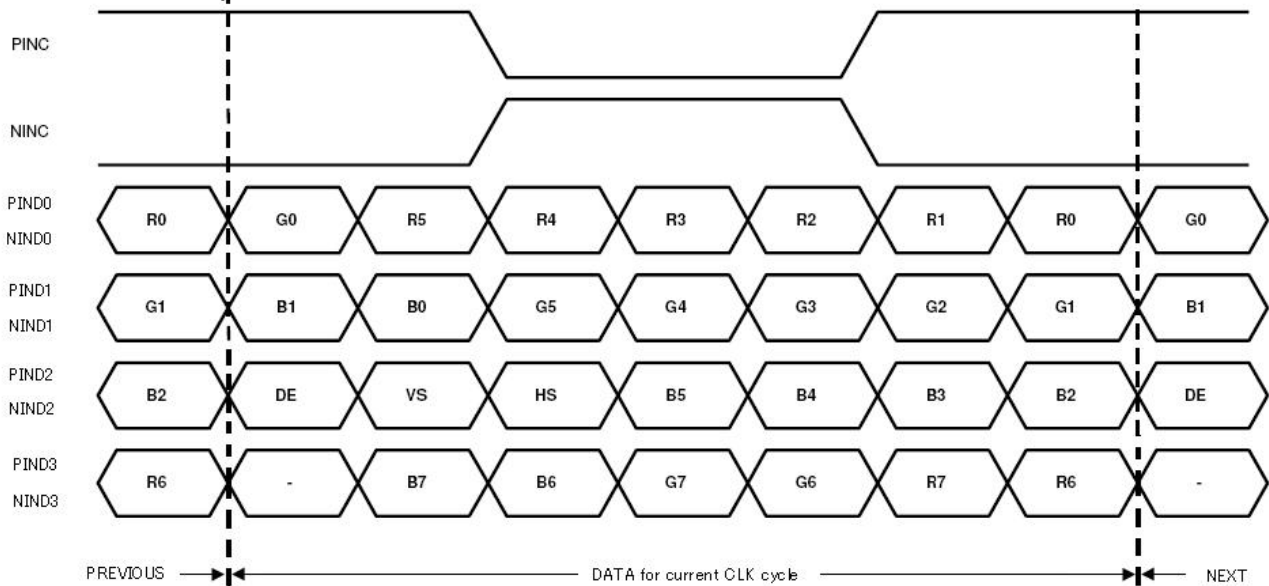 PINC
NINC
PIND0
NIND0
R0 G0 R5 R4 R3 R2 R1 R0 G0
PIND1
NIND1
G1 B1 B0 G5 G4 G3 G2 G1 B1
PIND2
NIND2
B2 DE VS HS B5 B4 B3 B2 DE
PIND3
NIND3
R6 - B7 B6 G7 G6 R7 R6 -
PREVIOUS DATA for current CLK cycle NEXT